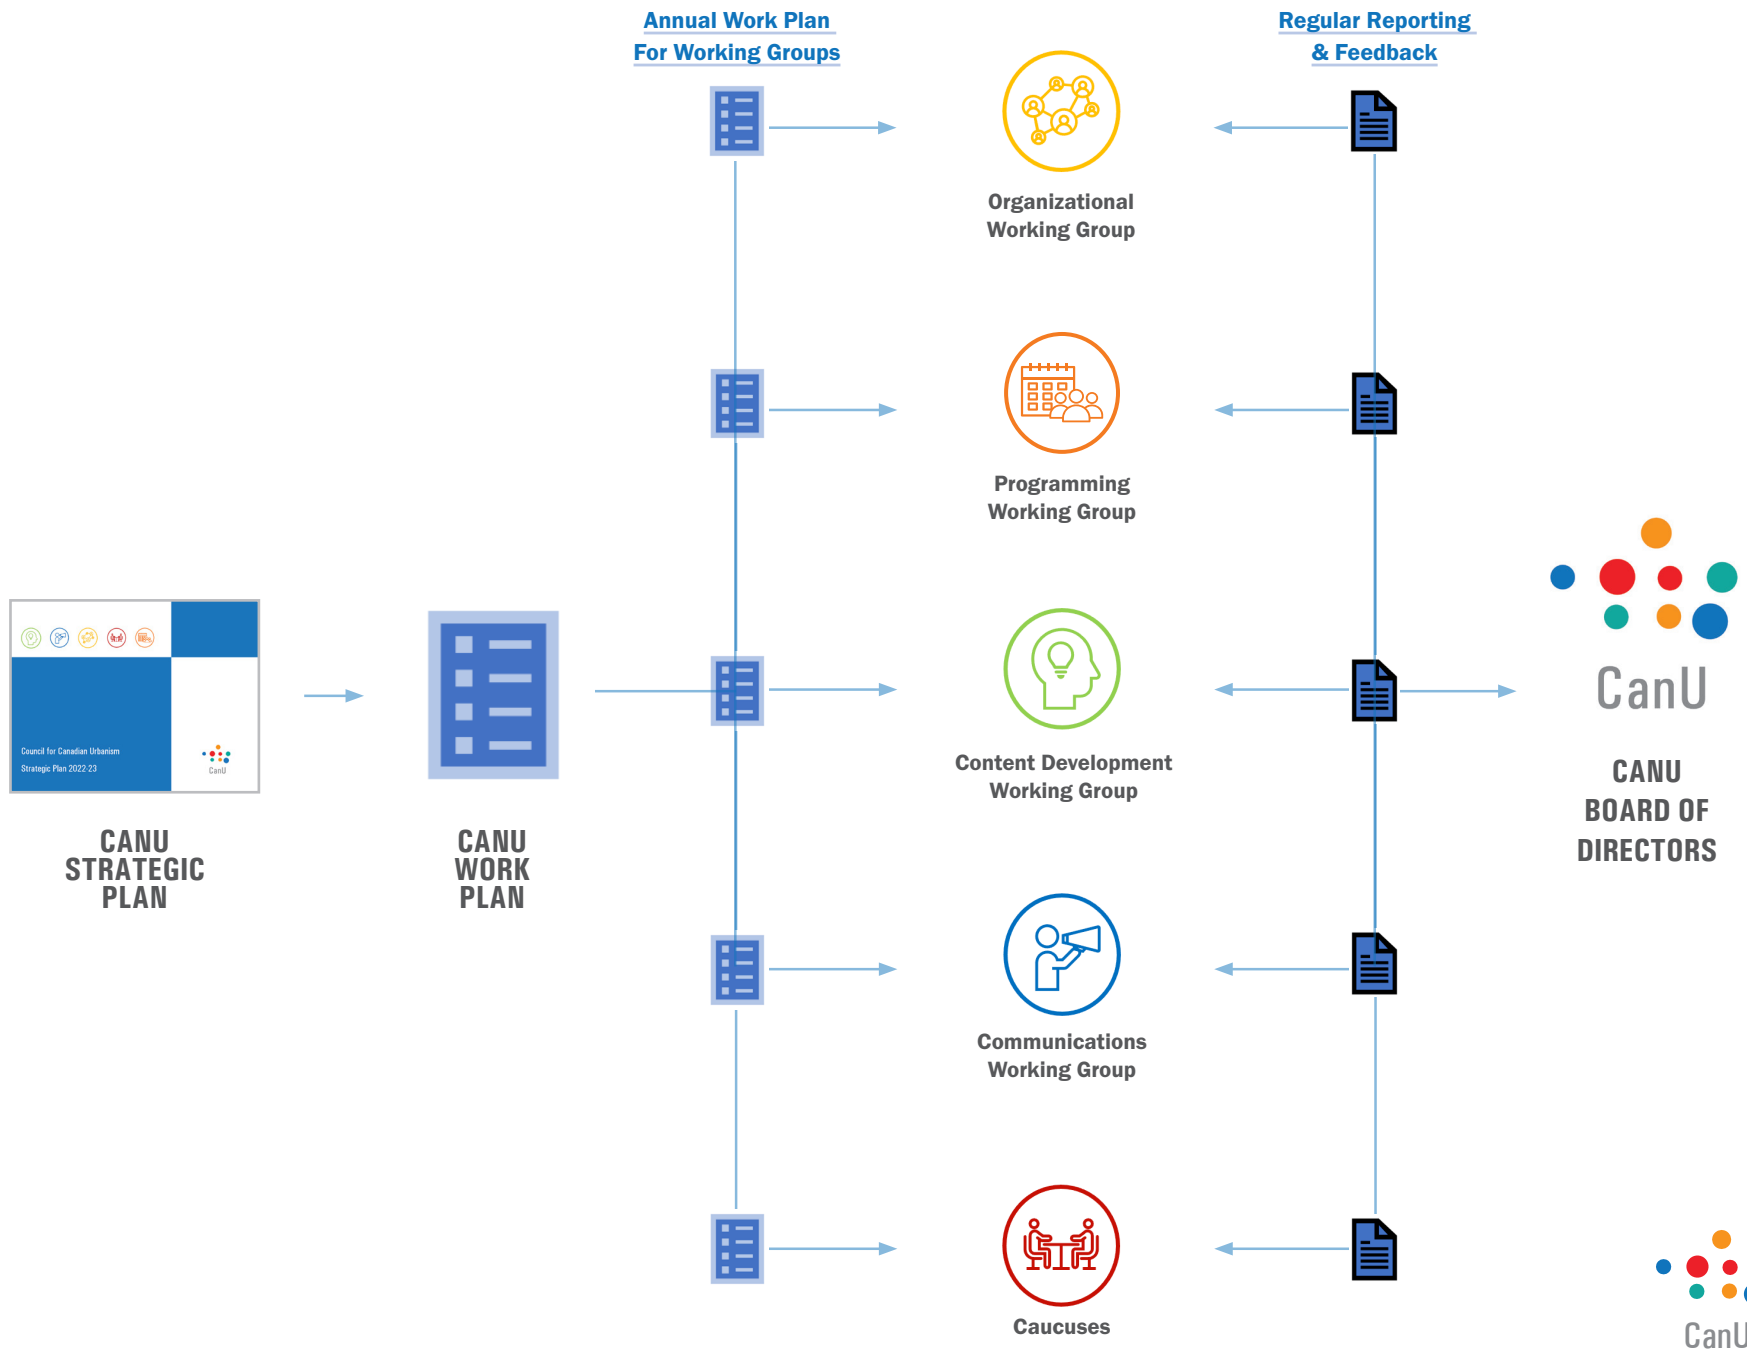 Annual Work Plan
For Working Groups
Regular Reporting
& Feedback
Organizational
Working Group
Programming
Working Group
Content Development
Working Group
Communications
Working Group
Caucuses
Council for Canadian Urbanism
Strategic Plan 2022-23
CanU
CANU
STRATEGIC
PLAN
CANU
WORK
PLAN
CanU
CANU
BOARD OF
DIRECTORS
CanU